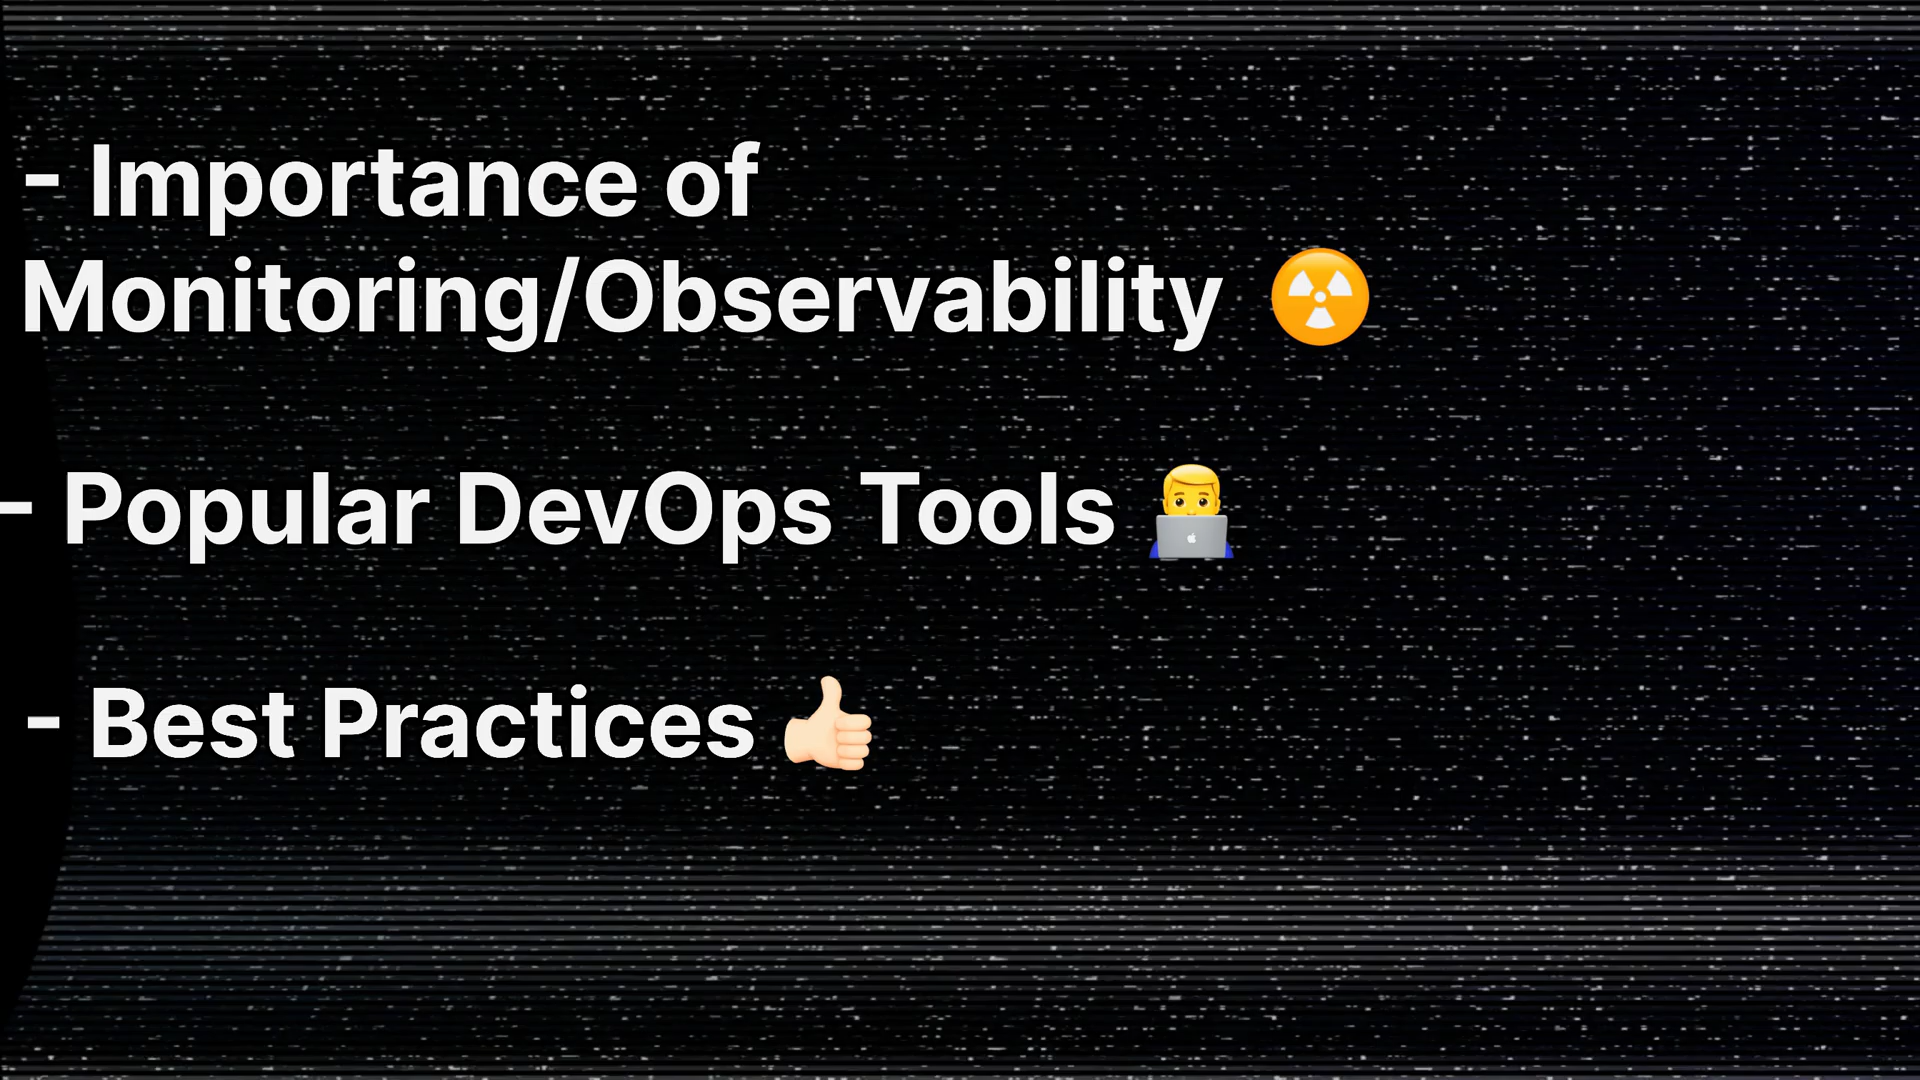 - Importance of
Monitoring/Observability ☢️
- Popular DevOps Tools 👨‍💻
- Best Practices 👍🏻